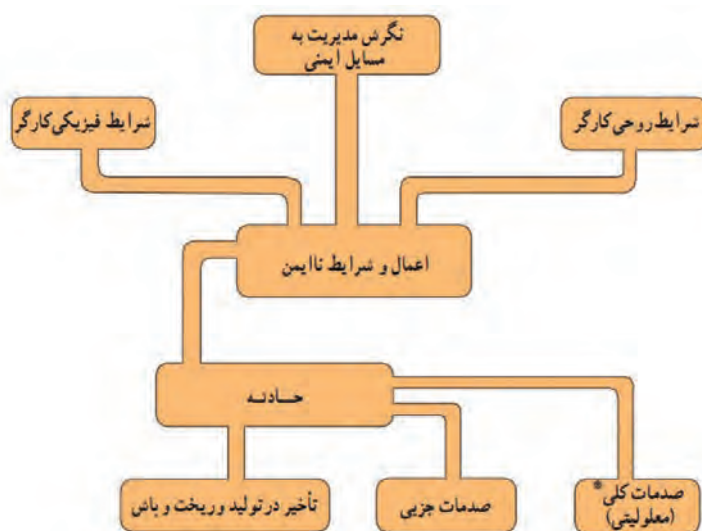 نگرش مدیریت به
مسایل ایمنی
شرایط روحی کارگر
شرایط فیزیکی کارگر
اعمال و شرایط ناایمن
حادثه
صدمات کلی*
(معلولیتی)
صدمات جزیی
تأخیر در تولید و ریخت و پاش